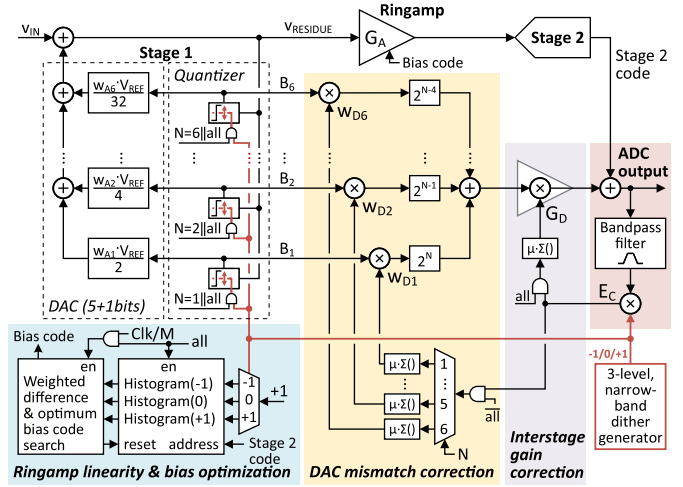 Ringamp
v_IN
Stage 1
v_RESIDUE
G_A
Bias code
Stage 2
Stage 2
code
Quantizer
w_A6·V_REF
32
B_6
w_D6
2^N-4
N=6||all
w_A2·V_REF
4
B_2
w_D2
2^N-1
N=2||all
w_A1·V_REF
2
B_1
w_D1
2^N
N=1||all
DAC (5+1bits)
G_D
μ·Σ()
all
ADC
output
Bandpass
filter
E_C
-1/0/+1
3-level,
narrow-
band
dither
generator
Bias code
Clk/M
all
en
en
Weighted
difference
& optimum
bias code
search
Histogram(-1)
Histogram(0)
Histogram(+1)
reset
address
-1
0
+1
+1
Stage 2
code
Ringamp linearity & bias optimization
μ·Σ()
μ·Σ()
μ·Σ()
1
5
6
all
N
DAC mismatch correction
Interstage
gain
correction